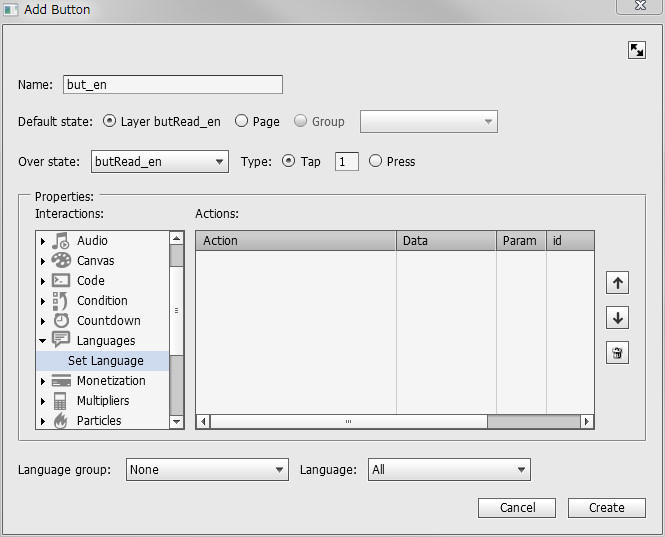 Add Button
Name: but_en
Default state: Layer butRead_en Page Group
Over state: butRead_en Type: Tap 1 Press
Properties:
Interactions: Actions:
Audio
Canvas
Code
Condition
Countdown
Languages
Set Language
Monetization
Multipliers
Particles
Action Data Param id
Language group: None Language: All
Cancel Create